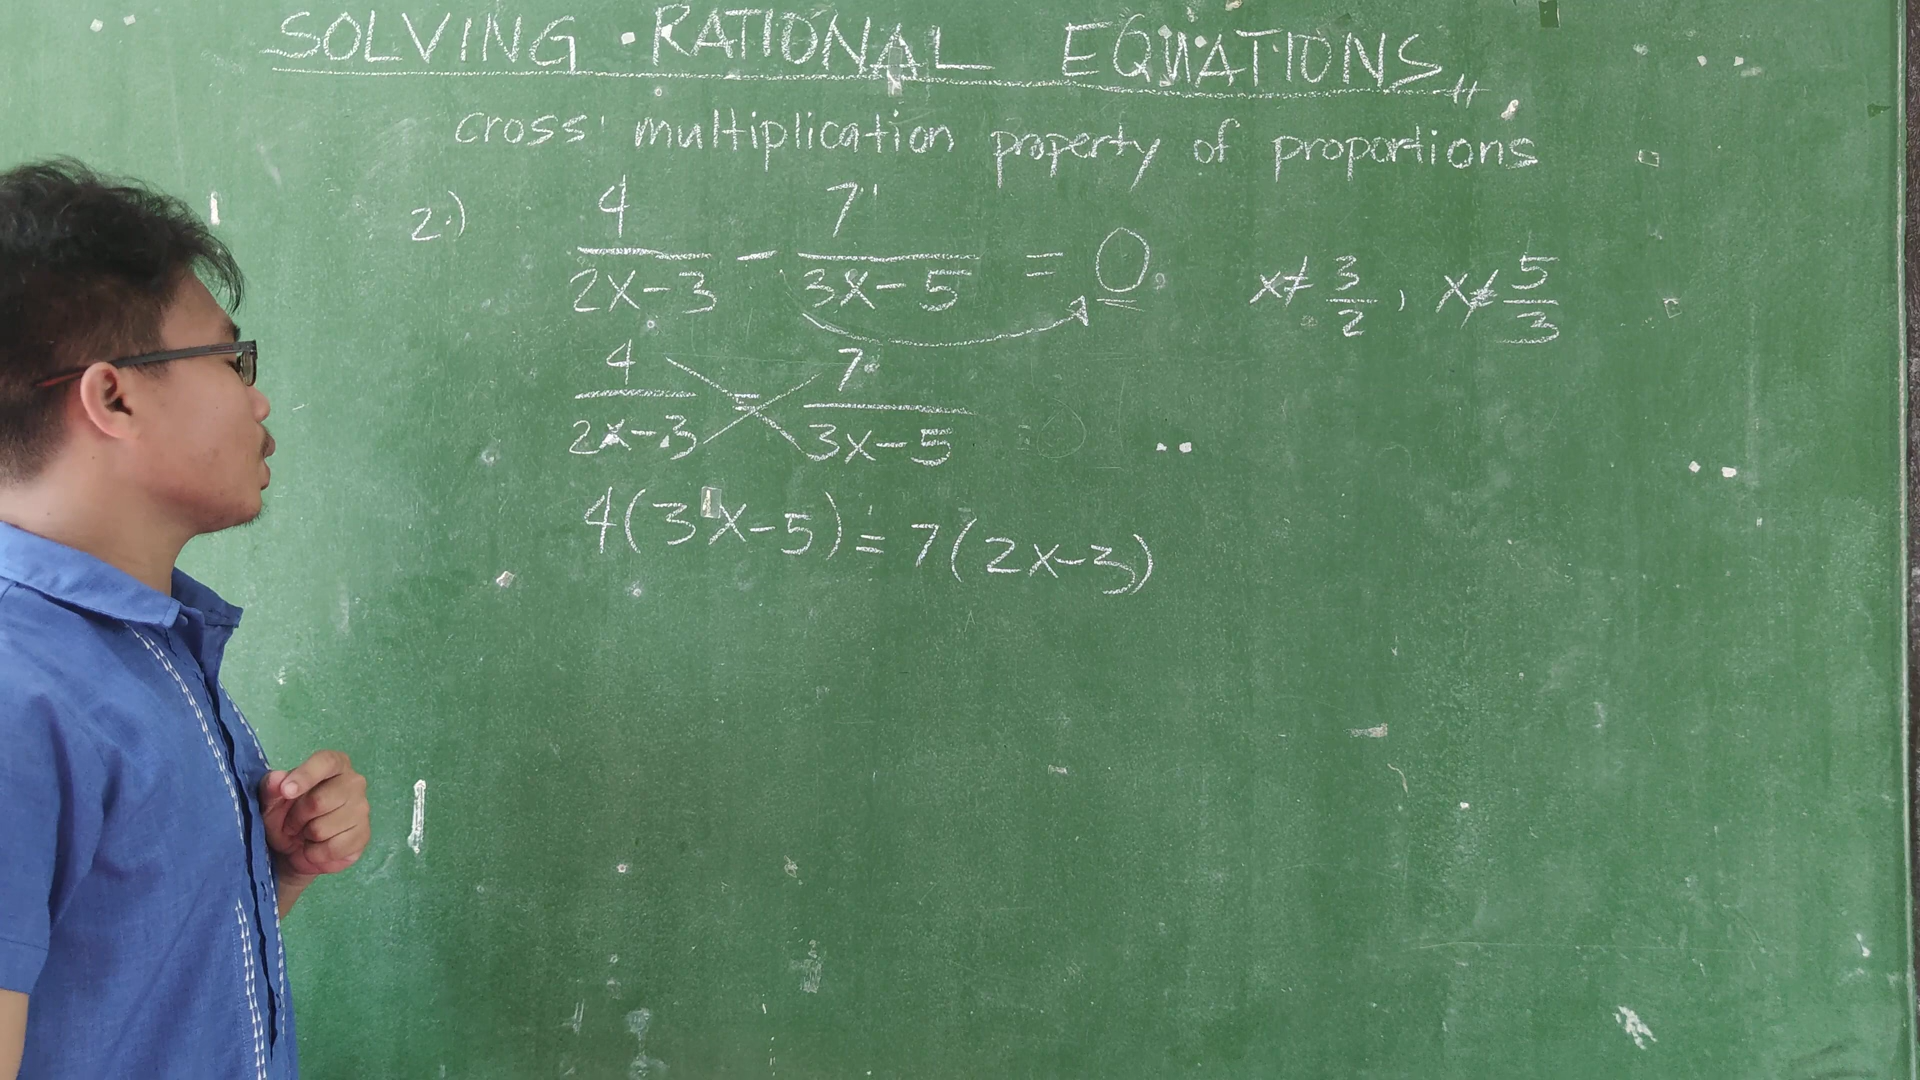 SOLVING RATIONAL EQUATIONS
cross multiplication property of proportions
2.) 4/(2x-3) - 7/(3x-5) = 0, x≠3/2, x≠5/3
4/(2x-3) = 7/(3x-5)
4(3x-5) = 7(2x-3)